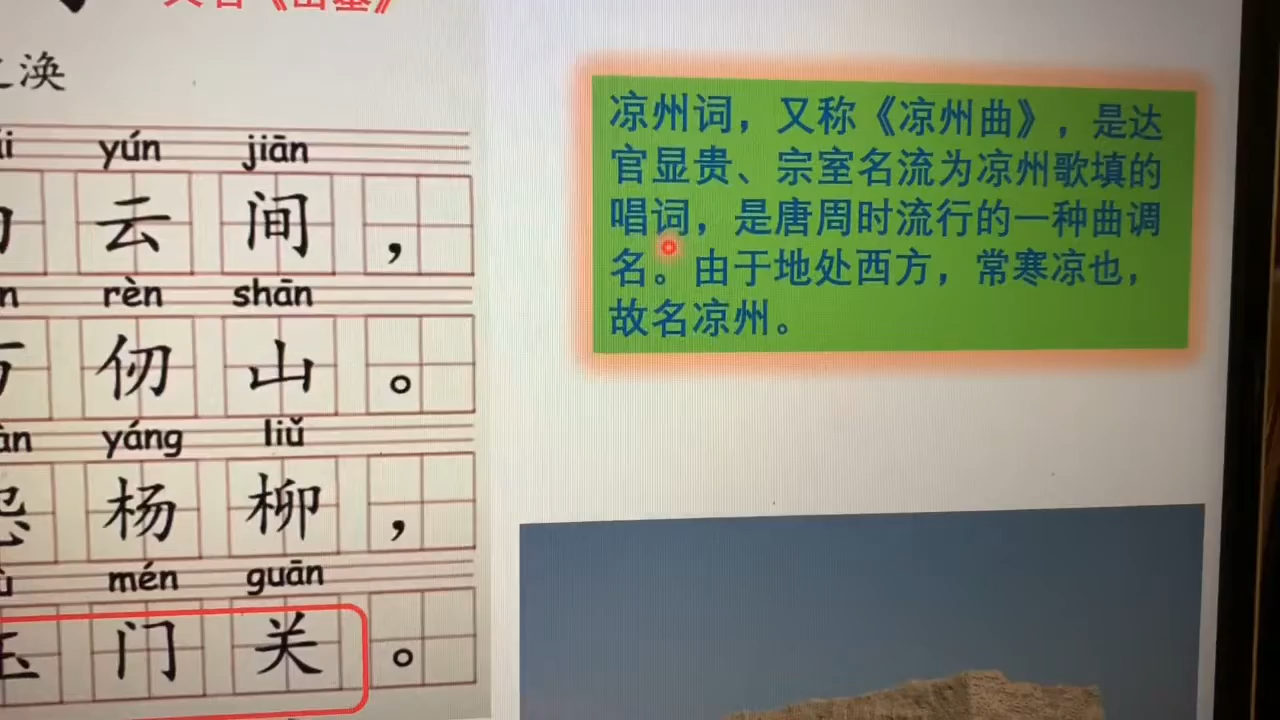 之涣
yún jiān
云间，
rèn shān
仞山。
yáng liǔ
杨柳，
mén guān
门关。
凉州词，又称《凉州曲》，是达
官显贵、宗室名流为凉州歌填的
唱词，是唐周时流行的一种曲调
名。由于地处西方，常寒凉也，
故名凉州。